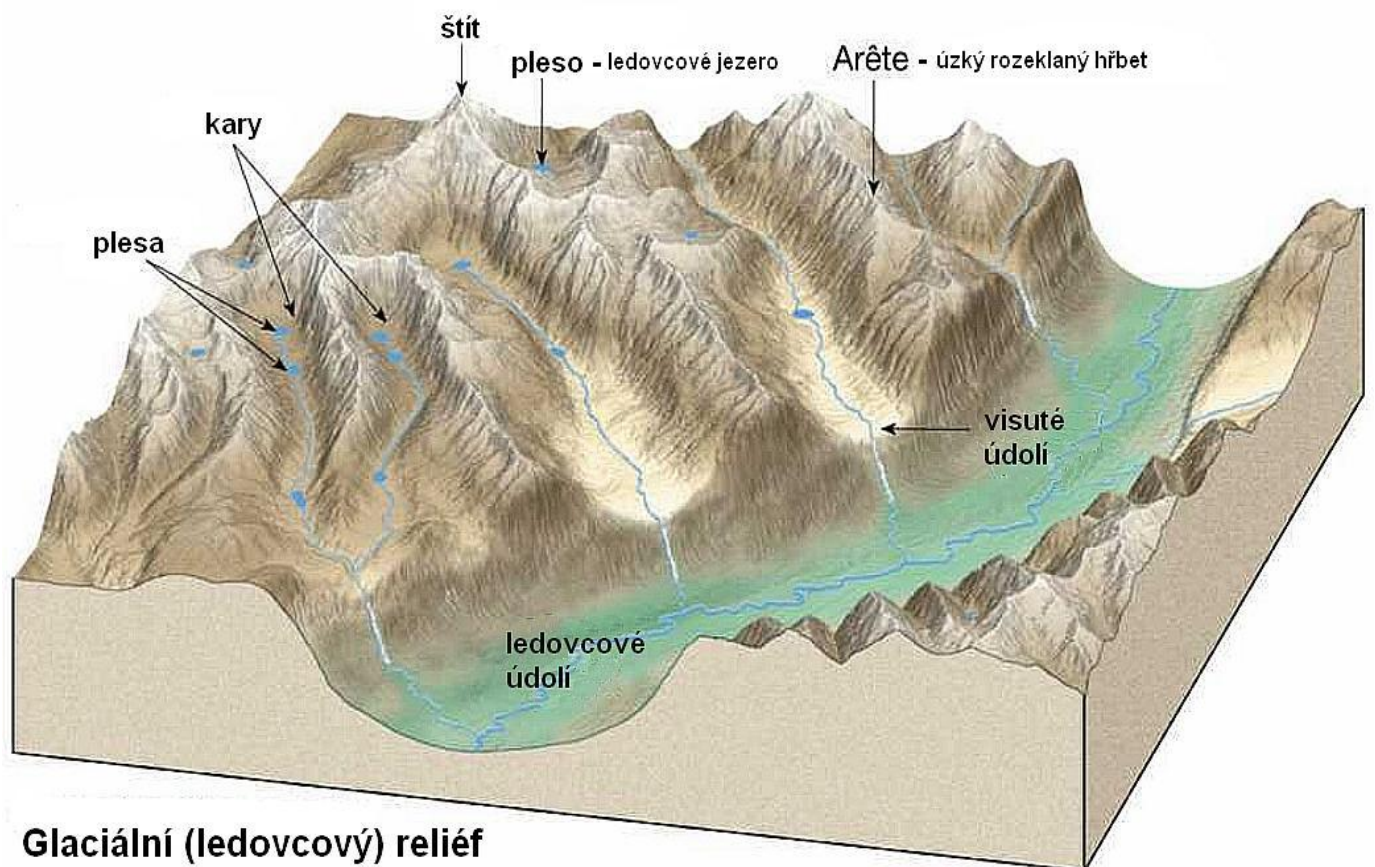 štít
pleso - ledovcové jezero
Arête - úzký rozeklaný hřbet
kary
plesa
visuté
údolí
ledovcové
údolí
Glaciální (ledovcový) reliéf